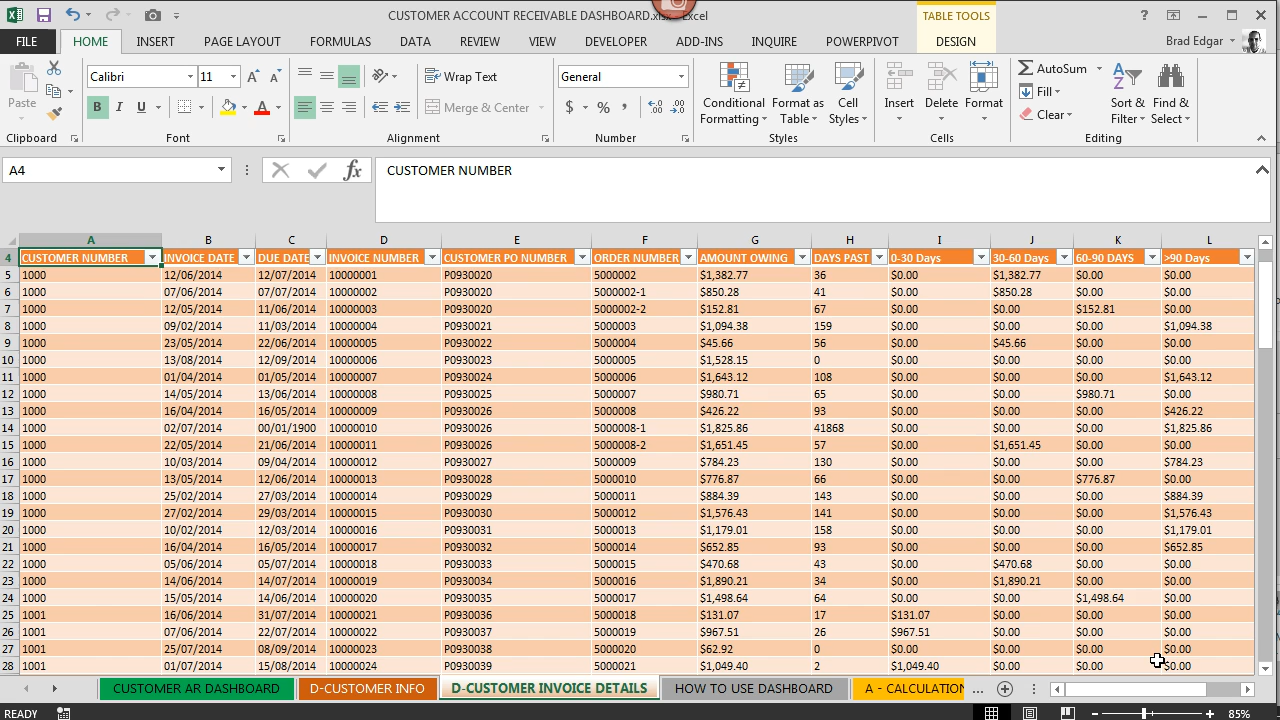 CUSTOMER ACCOUNT RECEIVABLE DASHBOARD.xlsx - Excel
TABLE TOOLS
FILE HOME INSERT PAGE LAYOUT FORMULAS DATA REVIEW VIEW DEVELOPER ADD-INS INQUIRE POWERPIVOT DESIGN Brad Edgar
Paste
Calibri 11
Wrap Text
General
Conditional Formatting
Format as Table
Cell Styles
Insert
Delete
Format
AutoSum
Fill
Clear
Sort & Filter
Find & Select
B I U
Merge & Center
$ %
Clipboard Font Alignment Number Styles Cells Editing
A4 fx CUSTOMER NUMBER
A B C D E F G H I J K L
4 CUSTOMER NUMBER INVOICE DATE DUE DATE INVOICE NUMBER CUSTOMER PO NUMBER ORDER NUMBER AMOUNT OWING DAYS PAST 0-30 Days 30-60 Days 60-90 DAYS >90 Days
5 1000 12/06/2014 12/07/2014 10000001 P0930020 5000002 $1,382.77 36 $0.00 $1,382.77 $0.00 $0.00
6 1000 07/06/2014 07/07/2014 10000002 P0930020 5000002-1 $850.28 41 $0.00 $850.28 $0.00 $0.00
7 1000 12/05/2014 11/06/2014 10000003 P0930020 5000002-2 $152.81 67 $0.00 $0.00 $152.81 $0.00
8 1000 09/02/2014 11/03/2014 10000004 P0930021 5000003 $1,094.38 159 $0.00 $0.00 $0.00 $1,094.38
9 1000 23/05/2014 22/06/2014 10000005 P0930022 5000004 $45.66 56 $0.00 $45.66 $0.00 $0.00
10 1000 13/08/2014 12/09/2014 10000006 P0930023 5000005 $1,528.15 0 $0.00 $0.00 $0.00 $0.00
11 1000 01/04/2014 01/05/2014 10000007 P0930024 5000006 $1,643.12 108 $0.00 $0.00 $0.00 $1,643.12
12 1000 14/05/2014 13/06/2014 10000008 P0930025 5000007 $980.71 65 $0.00 $0.00 $980.71 $0.00
13 1000 16/04/2014 16/05/2014 10000009 P0930026 5000008 $426.22 93 $0.00 $0.00 $0.00 $426.22
14 1000 02/07/2014 00/01/1900 10000010 P0930026 5000008-1 $1,825.86 41868 $0.00 $0.00 $0.00 $1,825.86
15 1000 22/05/2014 21/06/2014 10000011 P0930026 5000008-2 $1,651.45 57 $0.00 $1,651.45 $0.00 $0.00
16 1000 10/03/2014 09/04/2014 10000012 P0930027 5000009 $784.23 130 $0.00 $0.00 $0.00 $784.23
17 1000 13/05/2014 12/06/2014 10000013 P0930028 5000010 $776.87 66 $0.00 $0.00 $776.87 $0.00
18 1000 25/02/2014 27/03/2014 10000014 P0930029 5000011 $884.39 143 $0.00 $0.00 $0.00 $884.39
19 1000 27/02/2014 29/03/2014 10000015 P0930030 5000012 $1,576.43 141 $0.00 $0.00 $0.00 $1,576.43
20 1000 10/02/2014 12/03/2014 10000016 P0930031 5000013 $1,179.01 158 $0.00 $0.00 $0.00 $1,179.01
21 1000 16/04/2014 16/05/2014 10000017 P0930032 5000014 $652.85 93 $0.00 $0.00 $0.00 $652.85
22 1000 05/06/2014 05/07/2014 10000018 P0930033 5000015 $470.68 43 $0.00 $470.68 $0.00 $0.00
23 1000 14/06/2014 14/07/2014 10000019 P0930034 5000016 $1,890.21 34 $0.00 $1,890.21 $0.00 $0.00
24 1000 15/05/2014 14/06/2014 10000020 P0930035 5000017 $1,498.64 64 $0.00 $0.00 $1,498.64 $0.00
25 1001 16/06/2014 31/07/2014 10000021 P0930036 5000018 $131.07 17 $131.07 $0.00 $0.00 $0.00
26 1001 07/06/2014 22/07/2014 10000022 P0930037 5000019 $967.51 26 $967.51 $0.00 $0.00 $0.00
27 1001 25/07/2014 08/09/2014 10000023 P0930038 5000020 $62.92 0 $0.00 $0.00 $0.00 $0.00
28 1001 01/07/2014 15/08/2014 10000024 P0930039 5000021 $1,049.40 2 $1,049.40 $0.00 $0.00 $0.00
CUSTOMER AR DASHBOARD D-CUSTOMER INFO D-CUSTOMER INVOICE DETAILS HOW TO USE DASHBOARD A - CALCULATION ...
READY 85%